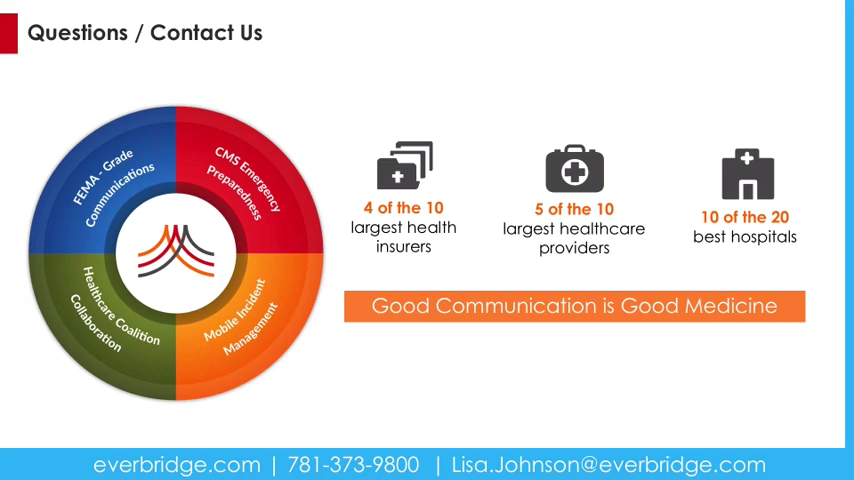 Questions / Contact Us
FEMA - Grade
Communications
CMS Emergency
Preparedness
Healthcare Coalition
Collaboration
Mobile Incident
Management
4 of the 10
largest health
insurers
5 of the 10
largest healthcare
providers
10 of the 20
best hospitals
Good Communication is Good Medicine
everbridge.com | 781-373-9800 | Lisa.Johnson@everbridge.com